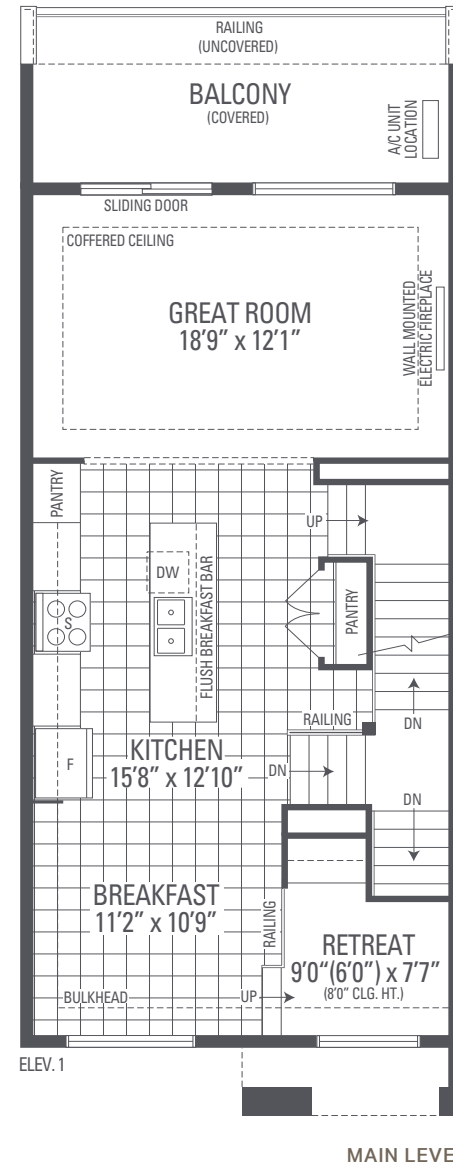 RAILING
(UNCOVERED)
BALCONY
(COVERED)
A/C UNIT
LOCATION
SLIDING DOOR
COFFERED CEILING
GREAT ROOM
18'9" x 12'1"
WALL MOUNTED
ELECTRIC FIREPLACE
PANTRY
UP
DW
S
FLUSH BREAKFAST BAR
PANTRY
RAILING
DN
F
KITCHEN
15'8" x 12'10"
DN
DN
BREAKFAST
11'2" x 10'9"
RAILING
RETREAT
9'0"(6'0") x 7'7"
(8'0" CLG. HT.)
BULKHEAD
UP
ELEV. 1
MAIN LEVE